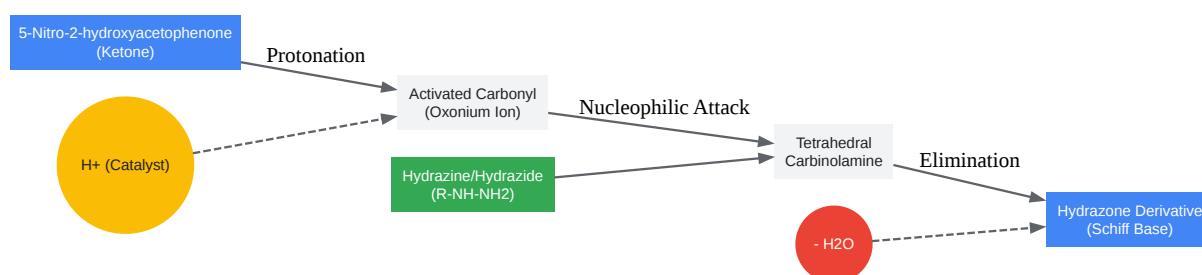 5-Nitro-2-hydroxyacetophenone
(Ketone)
Protonation
H+ (Catalyst)
Activated Carbonyl
(Oxonium Ion)
Nucleophilic Attack
Hydrazine/Hydrazide
(R-NH-NH2)
Tetrahedral
Carbinolamine
Elimination
- H2O
Hydrazone Derivative
(Schiff Base)